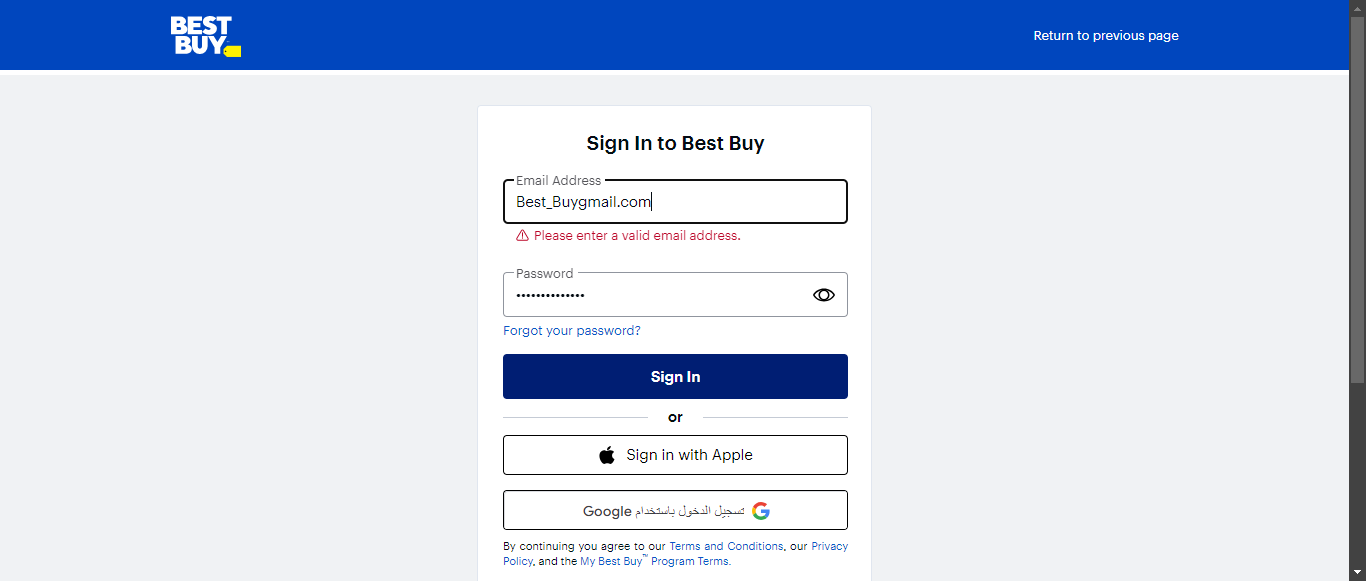 BEST
BUY
Return to previous page
Sign In to Best Buy
Email Address
Best_Buygmail.com
Please enter a valid email address.
Password
••••••••••••••
Forgot your password?
Sign In
or
Sign in with Apple
تسجيل الدخول باستخدام Google
By continuing you agree to our Terms and Conditions, our Privacy
Policy, and the My Best Buy™ Program Terms.